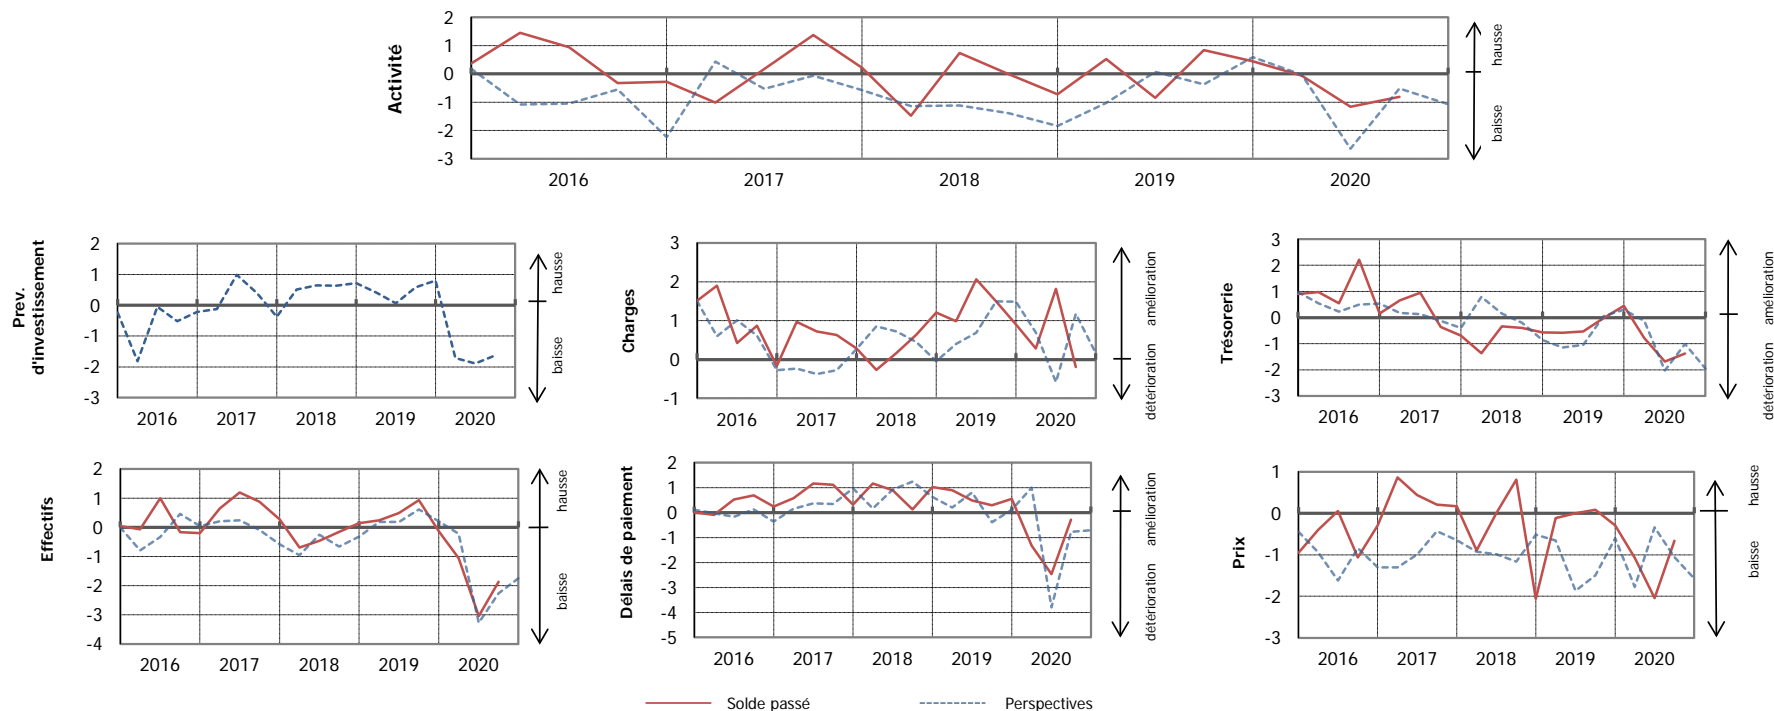 Activité
2
1
0
-1
-2
-3
2016 2017 2018 2019 2020
hausse
baisse
Prev.
d'investissement
2
1
0
-1
-2
-3
2016 2017 2018 2019 2020
hausse
baisse
Charges
3
2
1
0
-1
2016 2017 2018 2019 2020
amélioration
détérioration
Trésorerie
3
2
1
0
-1
-2
-3
2016 2017 2018 2019 2020
amélioration
détérioration
Effectifs
2
1
0
-1
-2
-3
-4
2016 2017 2018 2019 2020
hausse
baisse
Délais de paiement
2
1
0
-1
-2
-3
-4
-5
2016 2017 2018 2019 2020
amélioration
détérioration
Prix
1
0
-1
-2
-3
2016 2017 2018 2019 2020
hausse
baisse
Solde passé Perspectives